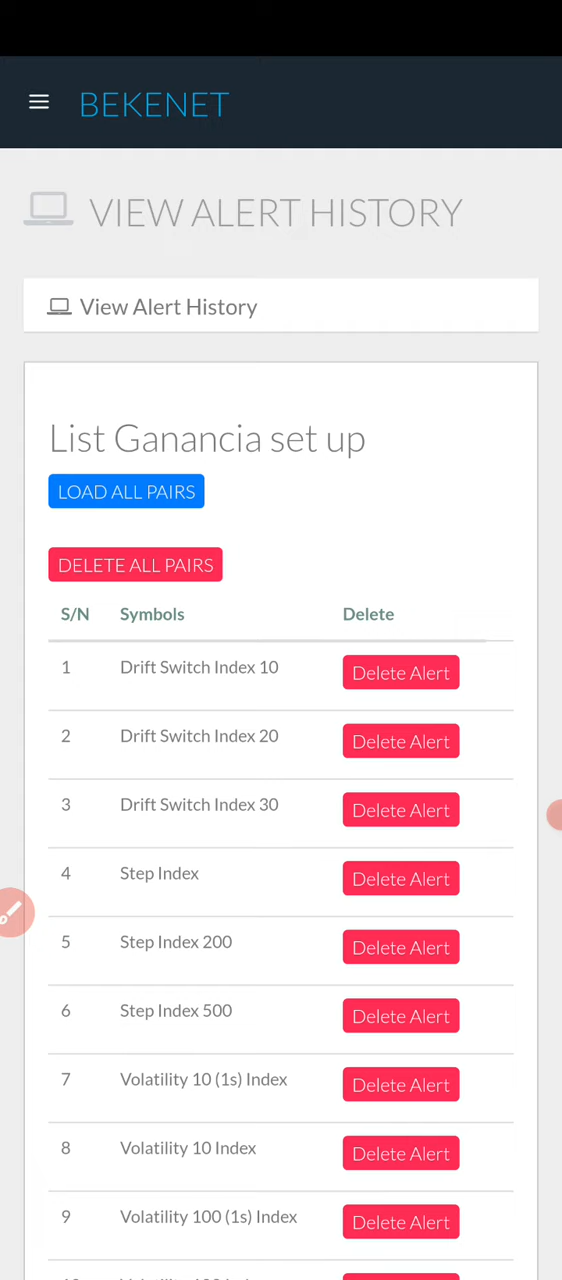 BEKENET
VIEW ALERT HISTORY
View Alert History
List Ganancia set up
LOAD ALL PAIRS
DELETE ALL PAIRS
S/N Symbols Delete
1 Drift Switch Index 10 Delete Alert
2 Drift Switch Index 20 Delete Alert
3 Drift Switch Index 30 Delete Alert
4 Step Index Delete Alert
5 Step Index 200 Delete Alert
6 Step Index 500 Delete Alert
7 Volatility 10 (1s) Index Delete Alert
8 Volatility 10 Index Delete Alert
9 Volatility 100 (1s) Index Delete Alert